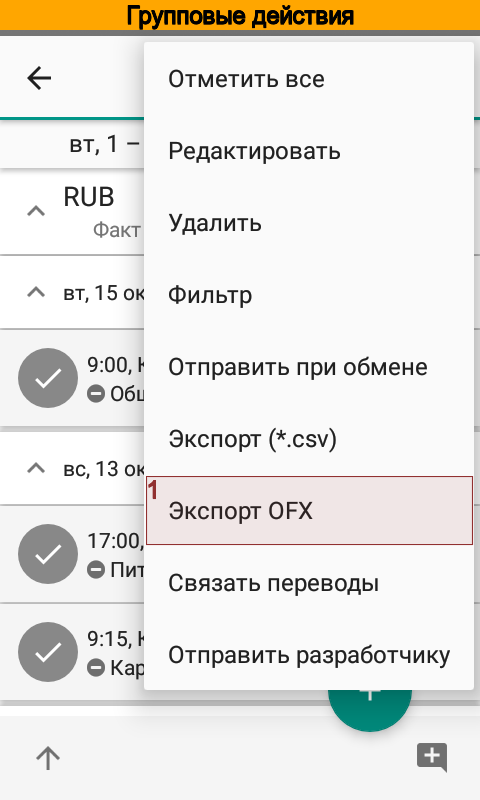 Групповые действия
вт, 1 –
RUB
Факт
вт, 15 ок
9:00, К
Общ
вс, 13 ок
17:00,
Пит
9:15, К
Кар
Отметить все
Редактировать
Удалить
Фильтр
Отправить при обмене
Экспорт (*.csv)
1
Экспорт OFX
Связать переводы
Отправить разработчику